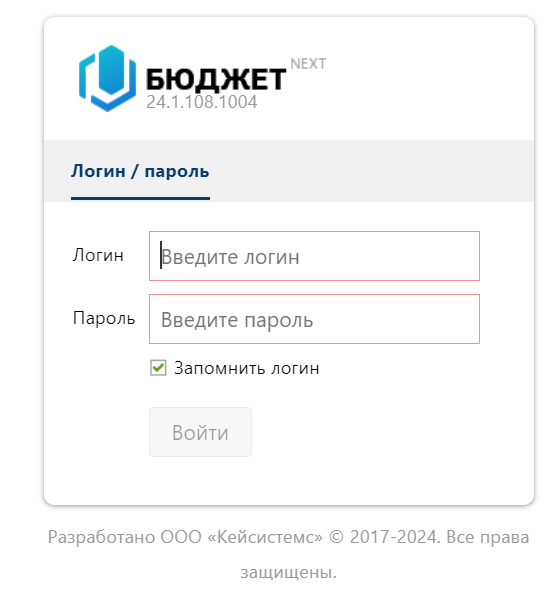 БЮДЖЕТ NEXT
24.1.108.1004
Логин / пароль
Логин Введите логин
Пароль Введите пароль
Запомнить логин
Войти
Разработано ООО «Кейсистемс» © 2017-2024. Все права
защищены.